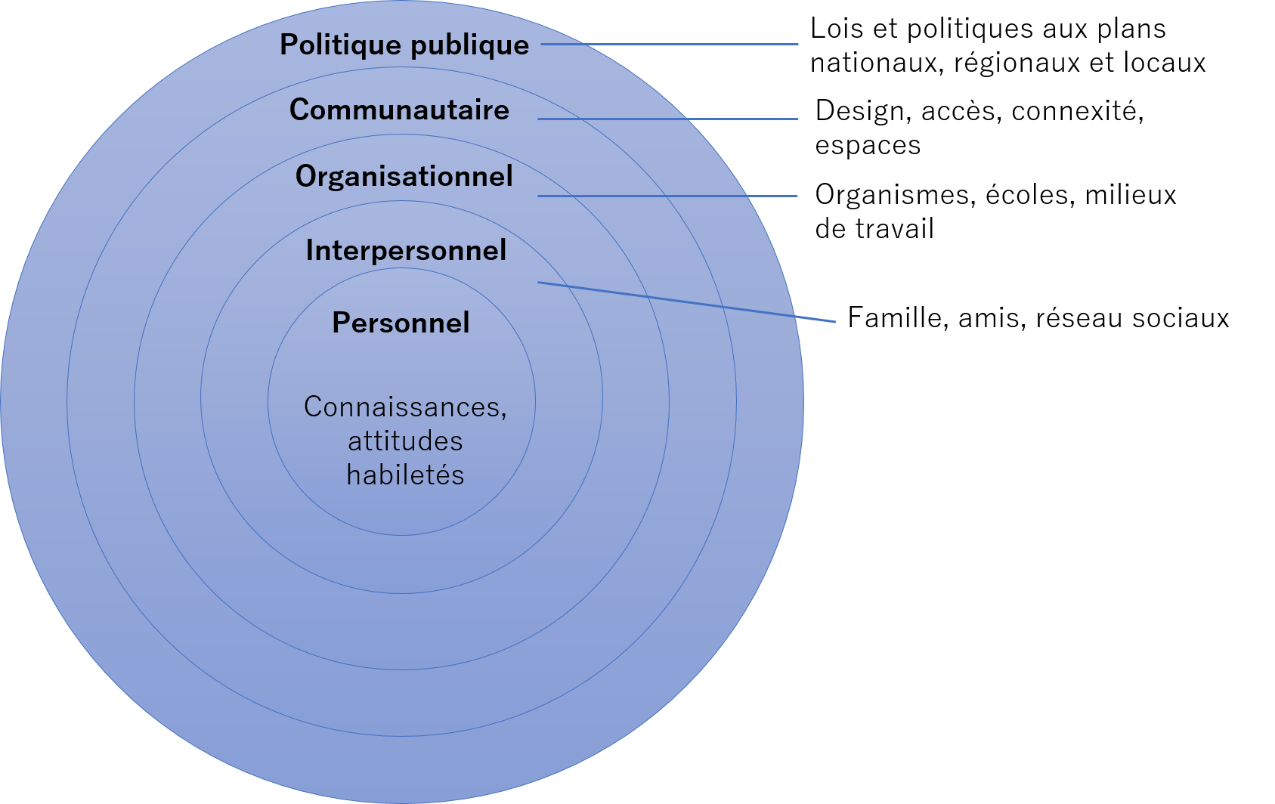 Politique publique
Lois et politiques aux plans
nationaux, régionaux et locaux
Communautaire
Design, accès, connexité,
espaces
Organisationnel
Organismes, écoles, milieux
de travail
Interpersonnel
Famille, amis, réseau sociaux
Personnel
Connaissances,
attitudes
habiletés